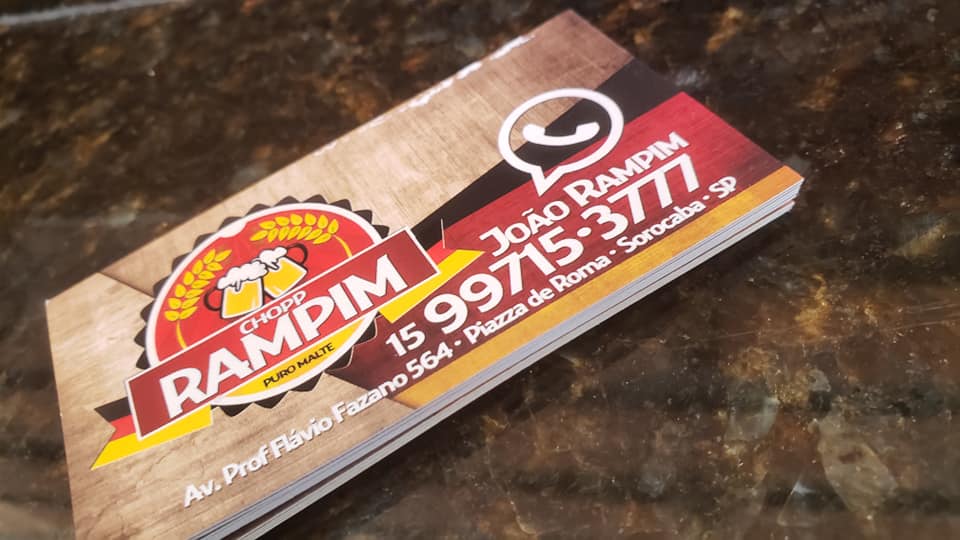 CHOPP
RAMPIM
PURO MALTE
JOÃO RAMPIM
15 99715·3777
Av. Prof Flávio Fazano 564 - Piazza de Roma - Sorocaba - SP